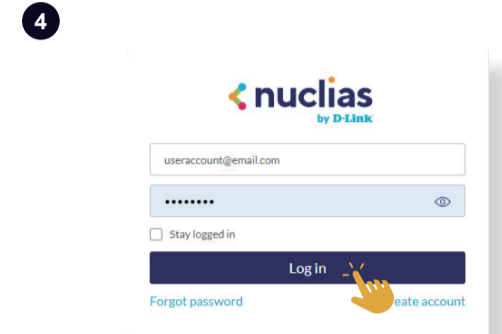 4
nuclias
by D-Link
useraccount@email.com
••••••••
Stay logged in
Log in
Forgot password
eate account